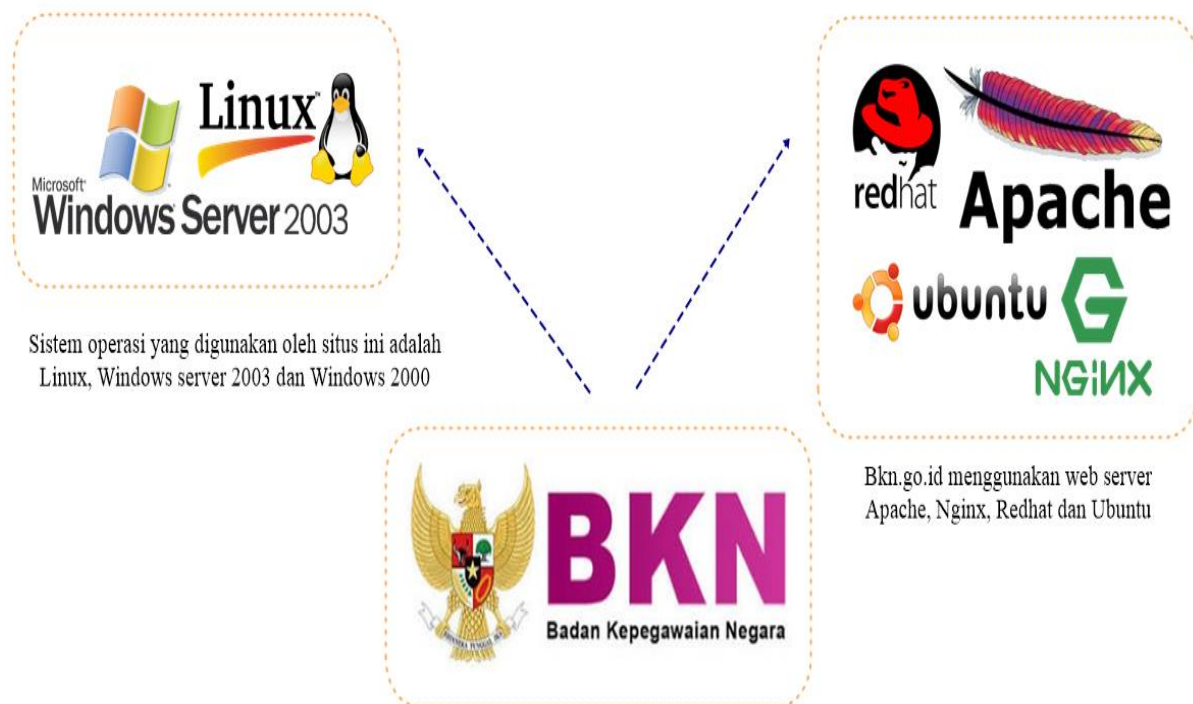 Linux™
Microsoft®
Windows Server 2003
Sistem operasi yang digunakan oleh situs ini adalah
Linux, Windows server 2003 dan Windows 2000
redhat
Apache
ubuntu
NGiNX
Bkn.go.id menggunakan web server
Apache, Nginx, Redhat dan Ubuntu
BKN
Badan Kepegawaian Negara